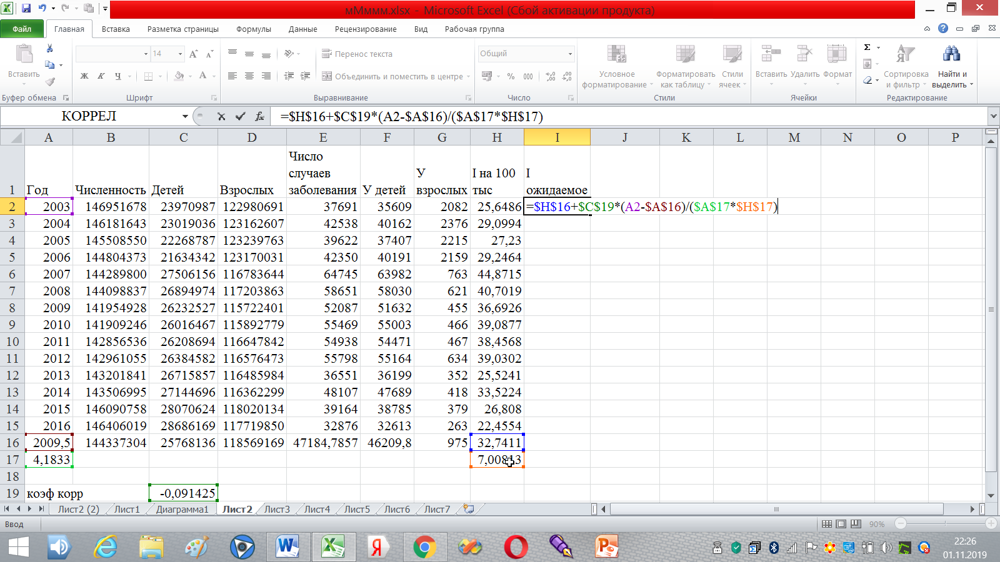 мМммм.xlsx - Microsoft Excel (Сбой активации продукта)
Файл Главная Вставка Разметка страницы Формулы Данные Рецензирование Вид Рабочая группа
Вставить
14
Ж К Ч А
Перенос текста
Объединить и поместить в центре
Общий
% 000
Условное форматирование
Форматировать как таблицу
Стили ячеек
Вставить Удалить Формат
Σ
Сортировка и фильтр
Найти и выделить
Буфер обмена Шрифт Выравнивание Число Стили Ячейки Редактирование
КОРРЕЛ fx =$H$16+$C$19*(A2-$A$16)/($A$17*$H$17)
A B C D E F G H I J K L M N O P
1 Год Численность Детей Взрослых Число случаев заболевания У детей У взрослых I на 100 тыс I ожидаемое
2 2003 146951678 23970987 122980691 37691 35609 2082 25,6486 =$H$16+$C$19*(A2-$A$16)/($A$17*$H$17)
3 2004 146181643 23019036 123162607 42538 40162 2376 29,0994
4 2005 145508550 22268787 123239763 39622 37407 2215 27,23
5 2006 144804373 21634342 123170031 42350 40191 2159 29,2464
6 2007 144289800 27506156 116783644 64745 63982 763 44,8715
7 2008 144098837 26894974 117203863 58651 58030 621 40,7019
8 2009 141954928 26232527 115722401 52087 51632 455 36,6926
9 2010 141909246 26016467 115892779 55469 55003 466 39,0877
10 2011 142856536 26208694 116647842 54938 54471 467 38,4568
11 2012 142961055 26384582 116576473 55798 55164 634 39,0302
12 2013 143201841 26715857 116485984 36551 36199 352 25,5241
13 2014 143506995 27144696 116362299 48107 47689 418 33,5224
14 2015 146090758 28070624 118020134 39164 38785 379 26,808
15 2016 146406019 28686169 117719850 32876 32613 263 22,4554
16 2009,5 144337304 25768136 118569169 47184,7857 46209,8 975 32,7411
17 4,1833 7,00813
18
19 коэф корр -0,091425
Лист2 (2) Лист1 Диаграмма1 Лист2 Лист3 Лист4 Лист5 Лист6 Лист7
Ввод 90%
22:26
01.11.2019